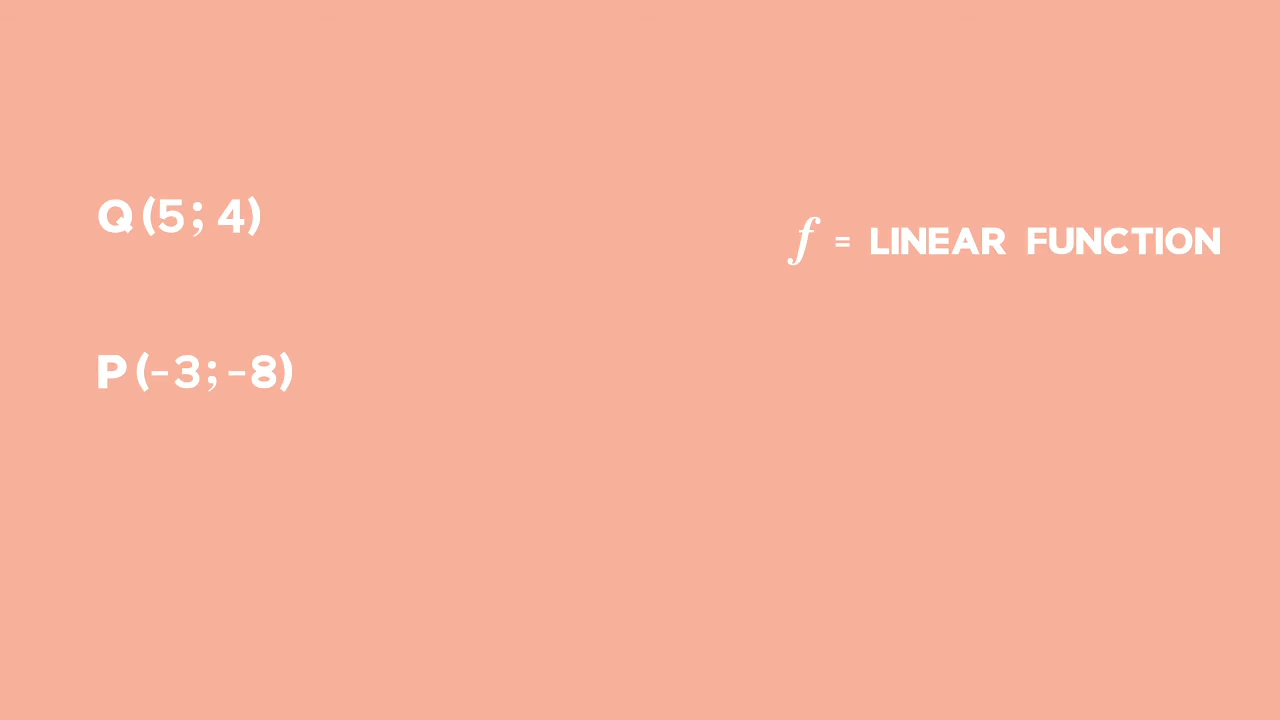 Q (5 ; 4)
f = LINEAR FUNCTION
P (-3 ; -8)